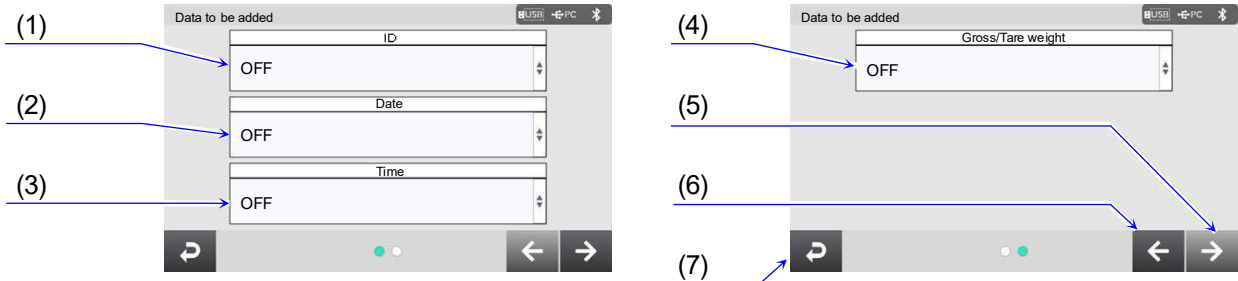 Data to be added
USB PC
(1)
ID
OFF
(2)
Date
OFF
(3)
Time
OFF
Data to be added
USB PC
(4)
Gross/Tare weight
OFF
(5)
(6)
(7)